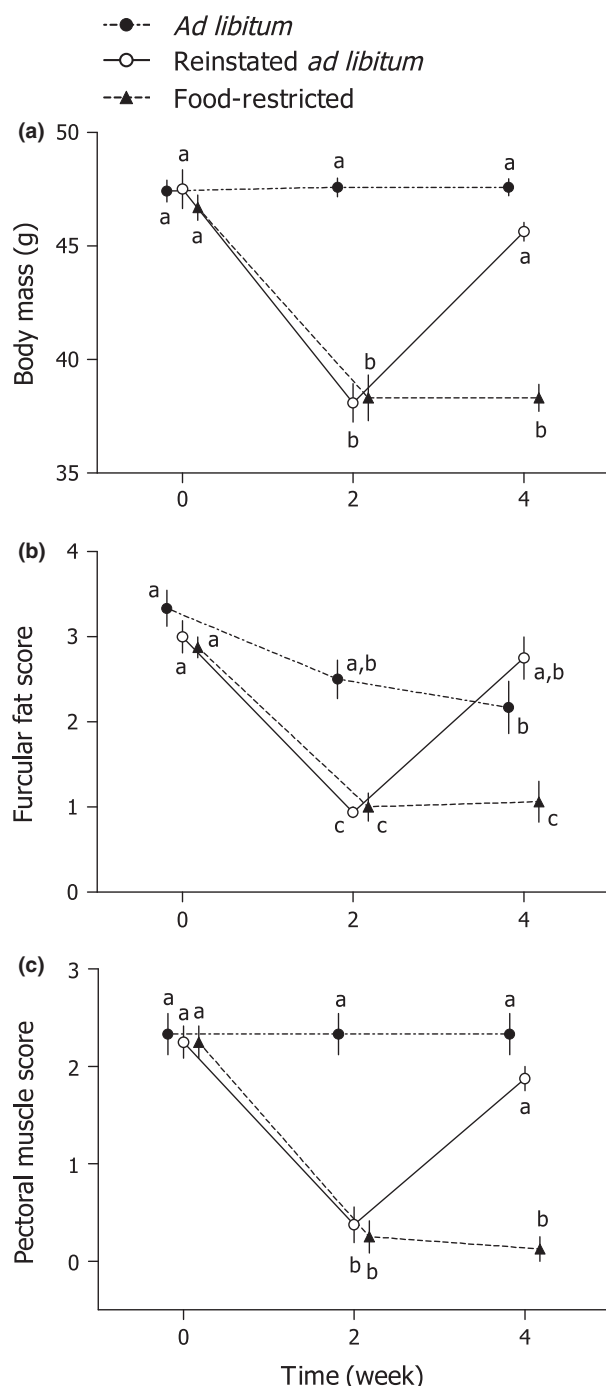 Ad libitum
Reinstated ad libitum
Food-restricted
(a)
50
45
40
35
Body mass (g)
a
a
a
a
a
a
b
b
b
0
2
4
(b)
4
3
2
1
0
Furcular fat score
a
a
a
a,b
a,b
b
c
c
c
0
2
4
(c)
3
2
1
0
Pectoral muscle score
a
a
a
a
a
a
b
b
b
0
2
4
Time (week)